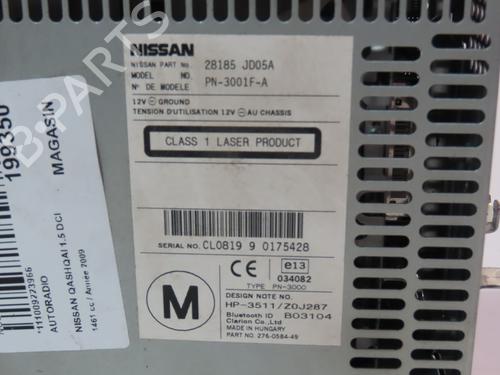 NISSAN
NISSAN PART No. 28185 JD05A
MODEL NO. PN-3001F-A
N° DE MODELE
12V ⊖ GROUND
TENSION D'UTILISATION 12V ⊖ AU CHASSIS
CLASS 1 LASER PRODUCT
SERIAL NO. CL0819 9 0175428
CE e13
034082
TYPE PN-3000
M
DESIGN NOTE NO.
HP-3511/Z0J287
Bluetooth ID B03104
Clarion Co.,Ltd
MADE IN HUNGARY
PART NO. 276-0584-49
MAGASIN
NISSAN QASHQAI 1.5 DCI
1461 cc / Année 2009
AUTORADIO